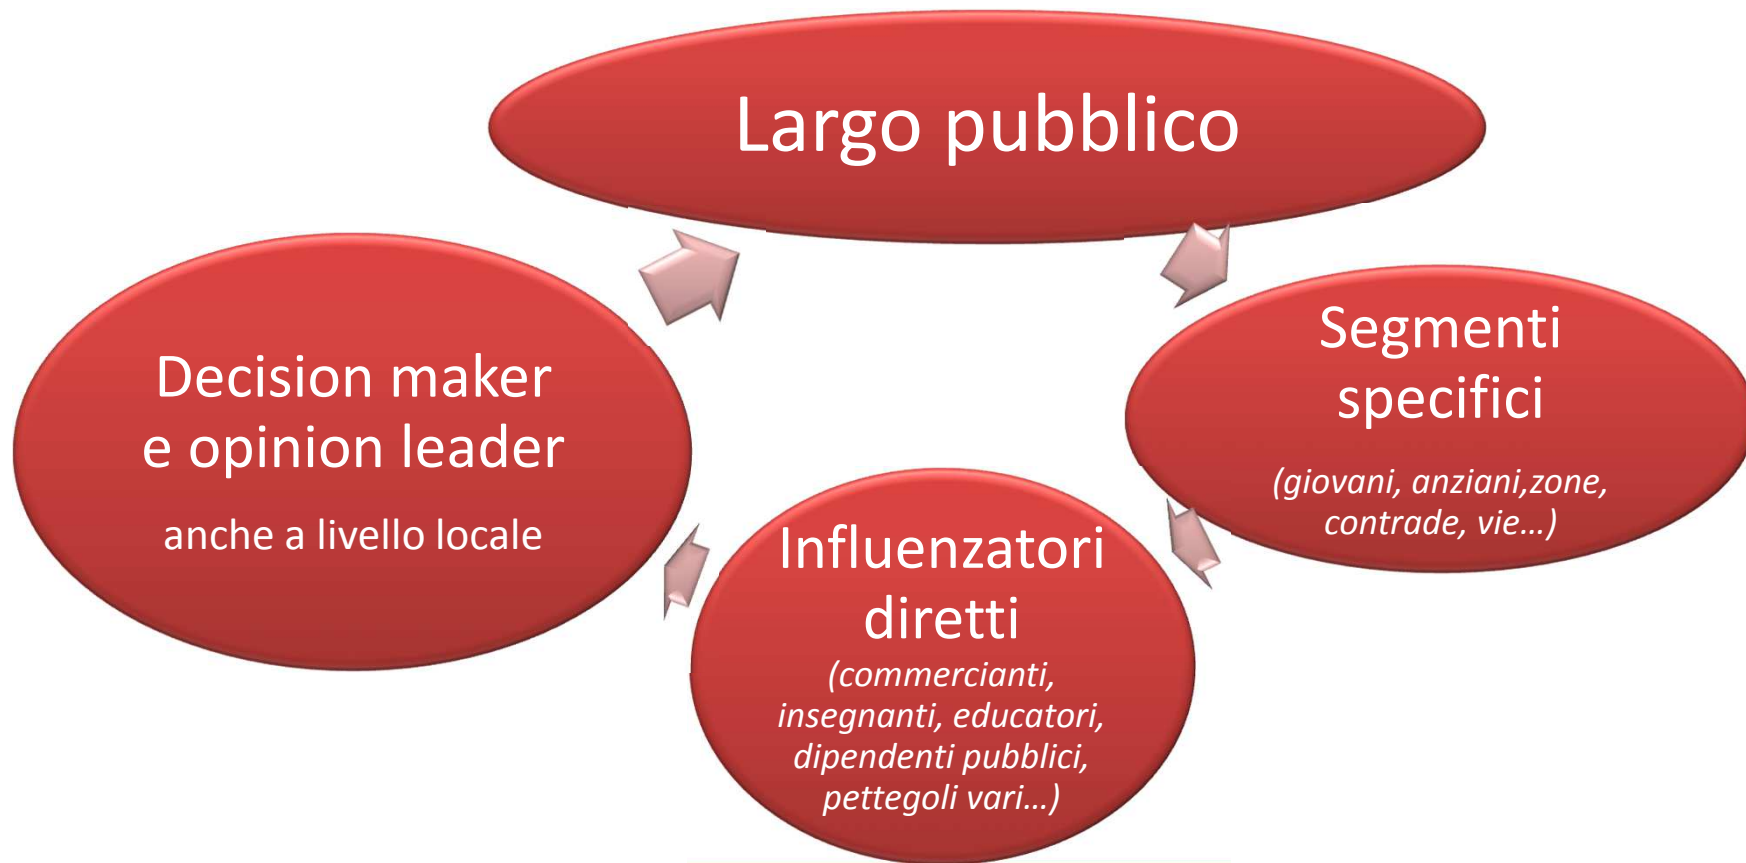 Largo pubblico
Segmenti
specifici
(giovani, anziani,zone,
contrade, vie...)
Influenzatori
diretti
(commercianti,
insegnanti, educatori,
dipendenti pubblici,
pettegoli vari...)
Decision maker
e opinion leader
anche a livello locale